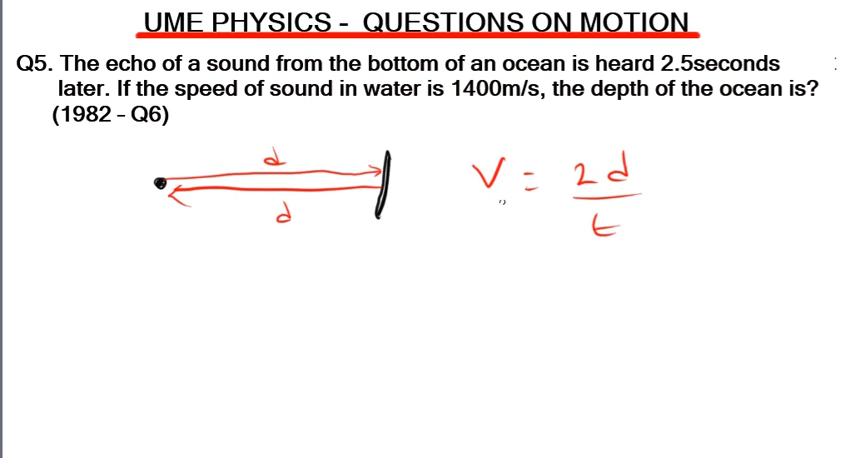 UME PHYSICS - QUESTIONS ON MOTION
Q5. The echo of a sound from the bottom of an ocean is heard 2.5seconds
later. If the speed of sound in water is 1400m/s, the depth of the ocean is?
(1982 – Q6)
d
d
V = 2d
t